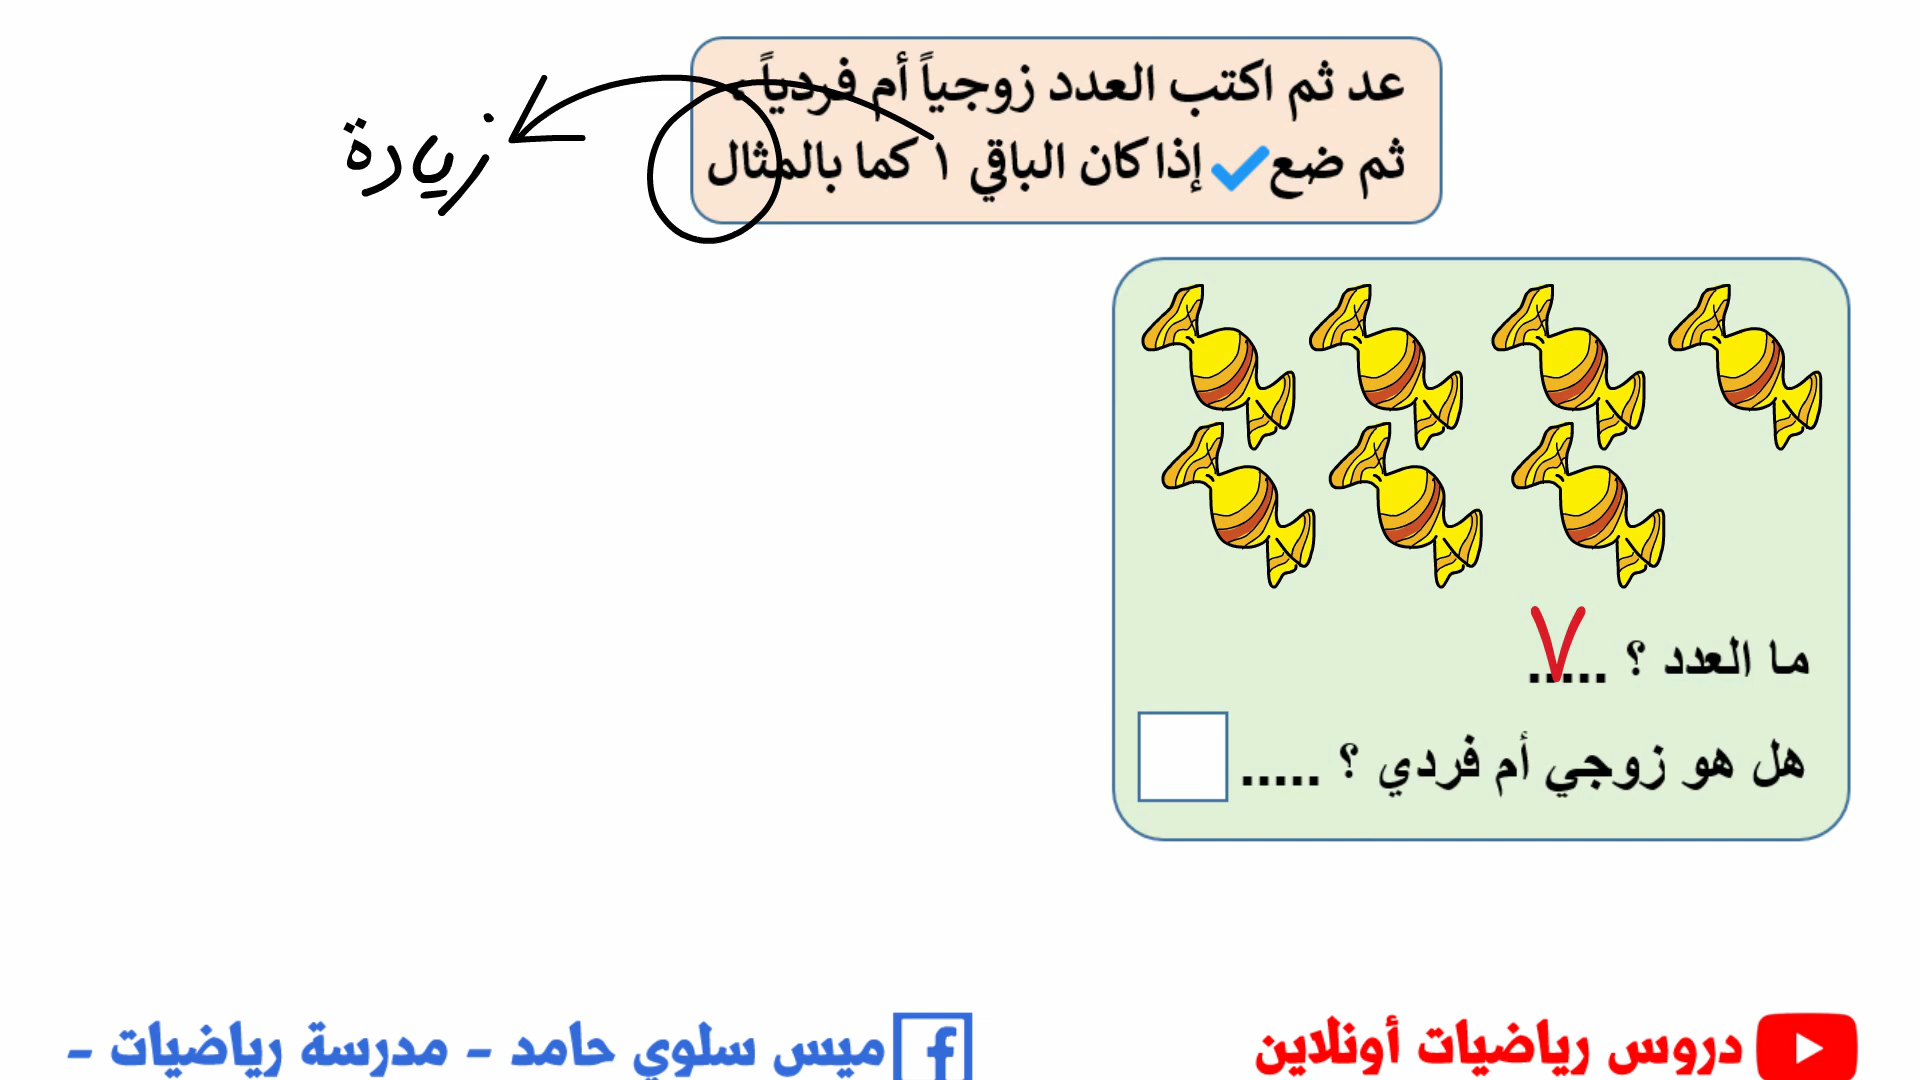 عد ثم اكتب العدد زوجياً أم فردياً ،
ثم ضع ✓ إذا كان الباقي ١ كما بالمثال
زيادة
ما العدد ؟ .....
٧
هل هو زوجي أم فردي ؟ .....
دروس رياضيات أونلاين
ميس سلوي حامد - مدرسة رياضيات -